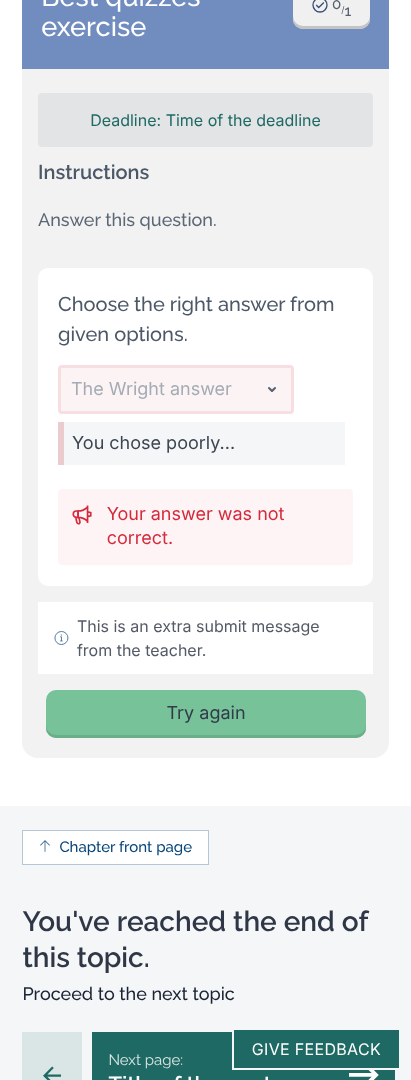 Best quizzes
exercise
0/1
Deadline: Time of the deadline
Instructions
Answer this question.
Choose the right answer from
given options.
The Wright answer
You chose poorly...
Your answer was not
correct.
This is an extra submit message
from the teacher.
Try again
Chapter front page
You've reached the end of
this topic.
Proceed to the next topic
GIVE FEEDBACK
Next page: